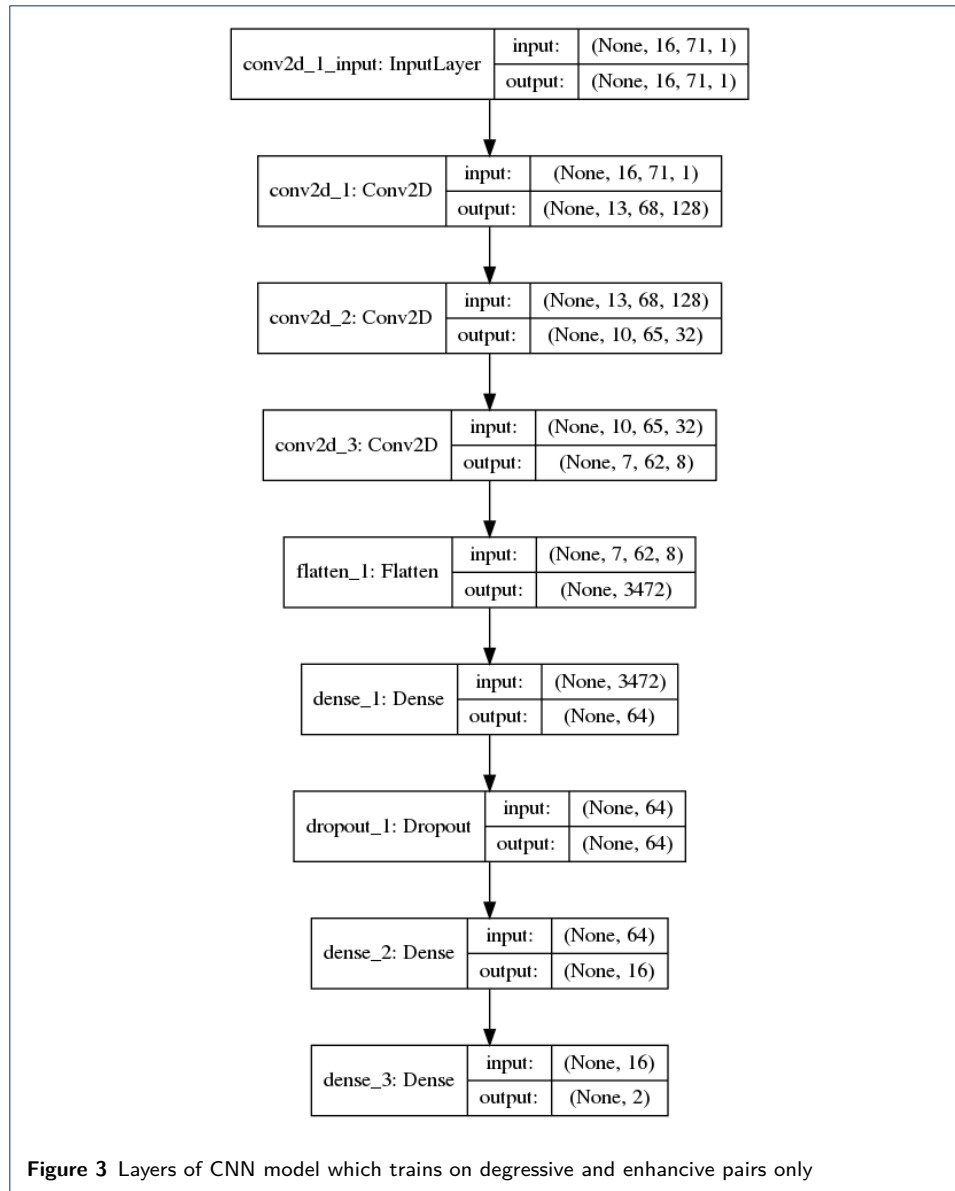 conv2d_1_input: InputLayer
input: (None, 16, 71, 1)
output: (None, 16, 71, 1)
conv2d_1: Conv2D
input: (None, 16, 71, 1)
output: (None, 13, 68, 128)
conv2d_2: Conv2D
input: (None, 13, 68, 128)
output: (None, 10, 65, 32)
conv2d_3: Conv2D
input: (None, 10, 65, 32)
output: (None, 7, 62, 8)
flatten_1: Flatten
input: (None, 7, 62, 8)
output: (None, 3472)
dense_1: Dense
input: (None, 3472)
output: (None, 64)
dropout_1: Dropout
input: (None, 64)
output: (None, 64)
dense_2: Dense
input: (None, 64)
output: (None, 16)
dense_3: Dense
input: (None, 16)
output: (None, 2)
Figure 3 Layers of CNN model which trains on degressive and enhancive pairs only